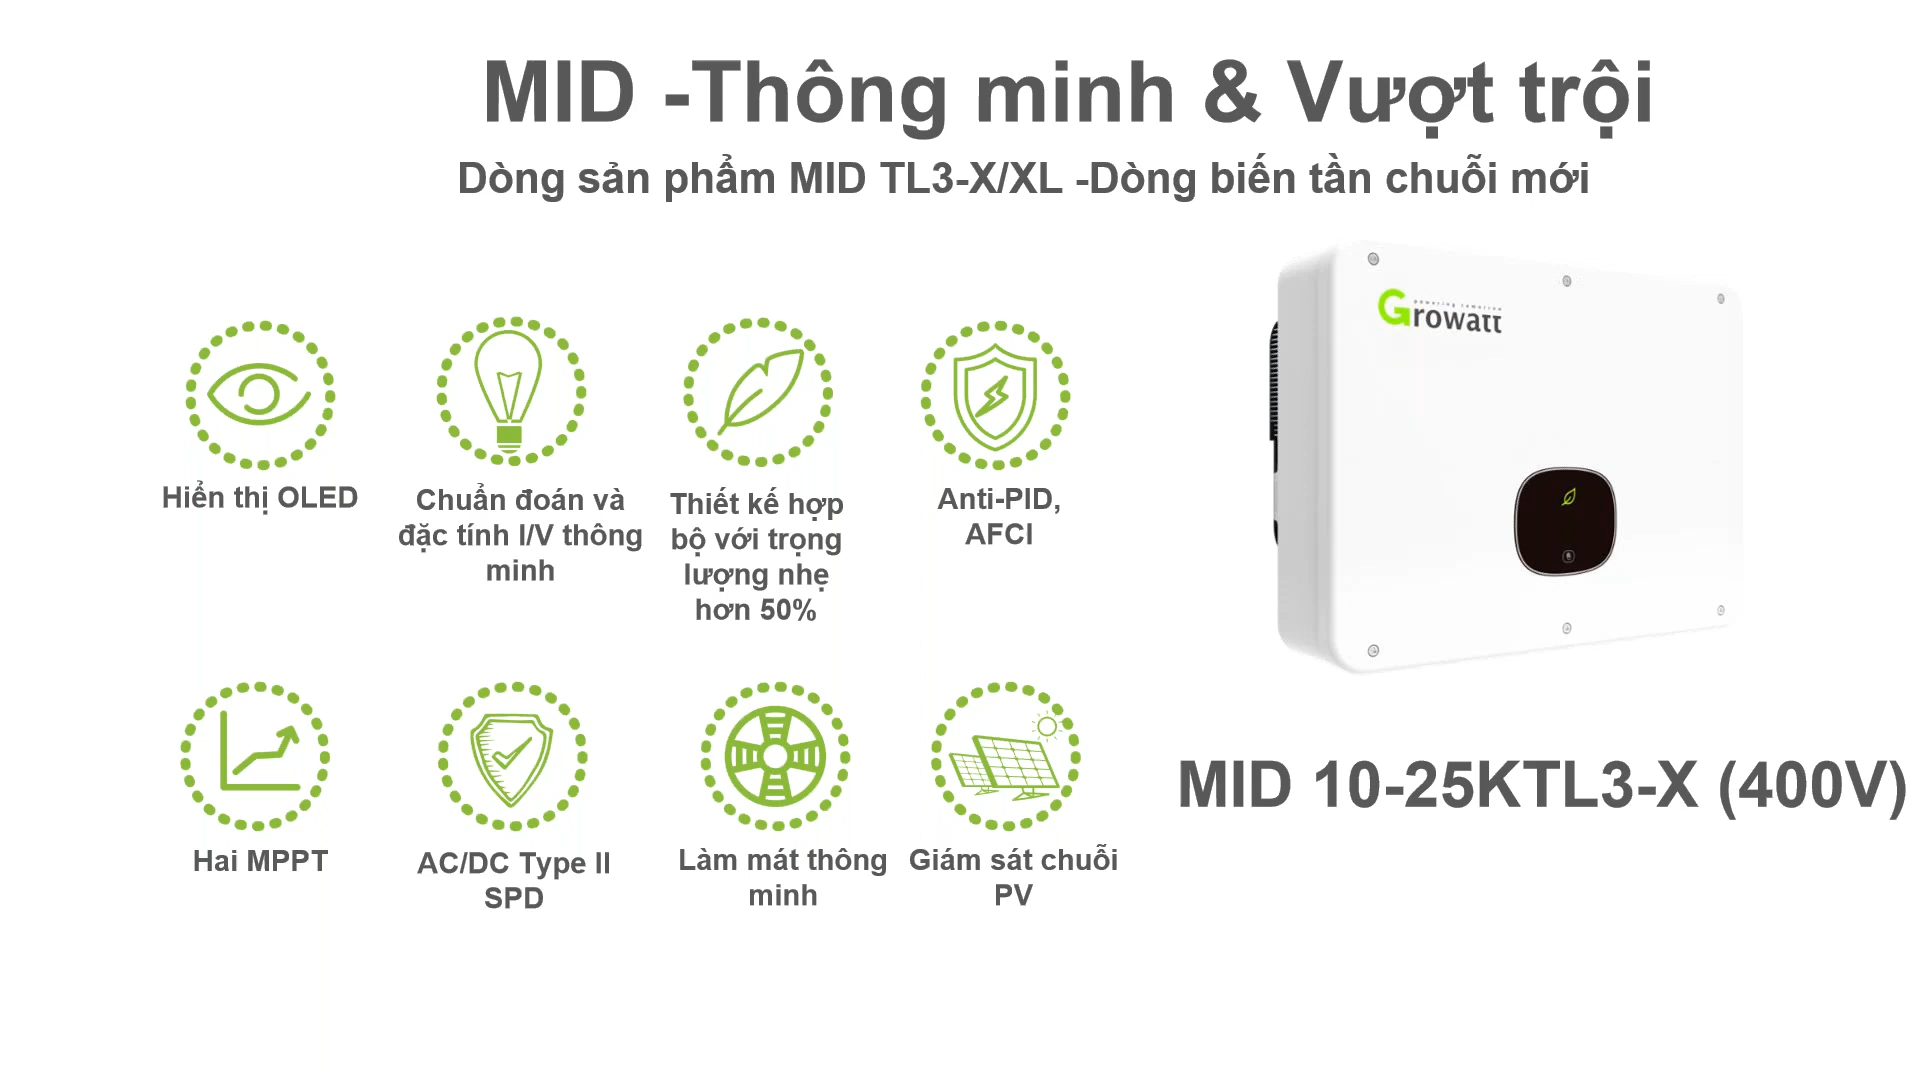 MID -Thông minh & Vượt trội
Dòng sản phẩm MID TL3-X/XL -Dòng biến tần chuỗi mới
powering tomorrow
Growatt
Hiển thị OLED
Chuẩn đoán và
đặc tính I/V thông
minh
Thiết kế hợp
bộ với trọng
lượng nhẹ
hơn 50%
Anti-PID,
AFCI
Hai MPPT
AC/DC Type II
SPD
Làm mát thông
minh
Giám sát chuỗi
PV
MID 10-25KTL3-X (400V)